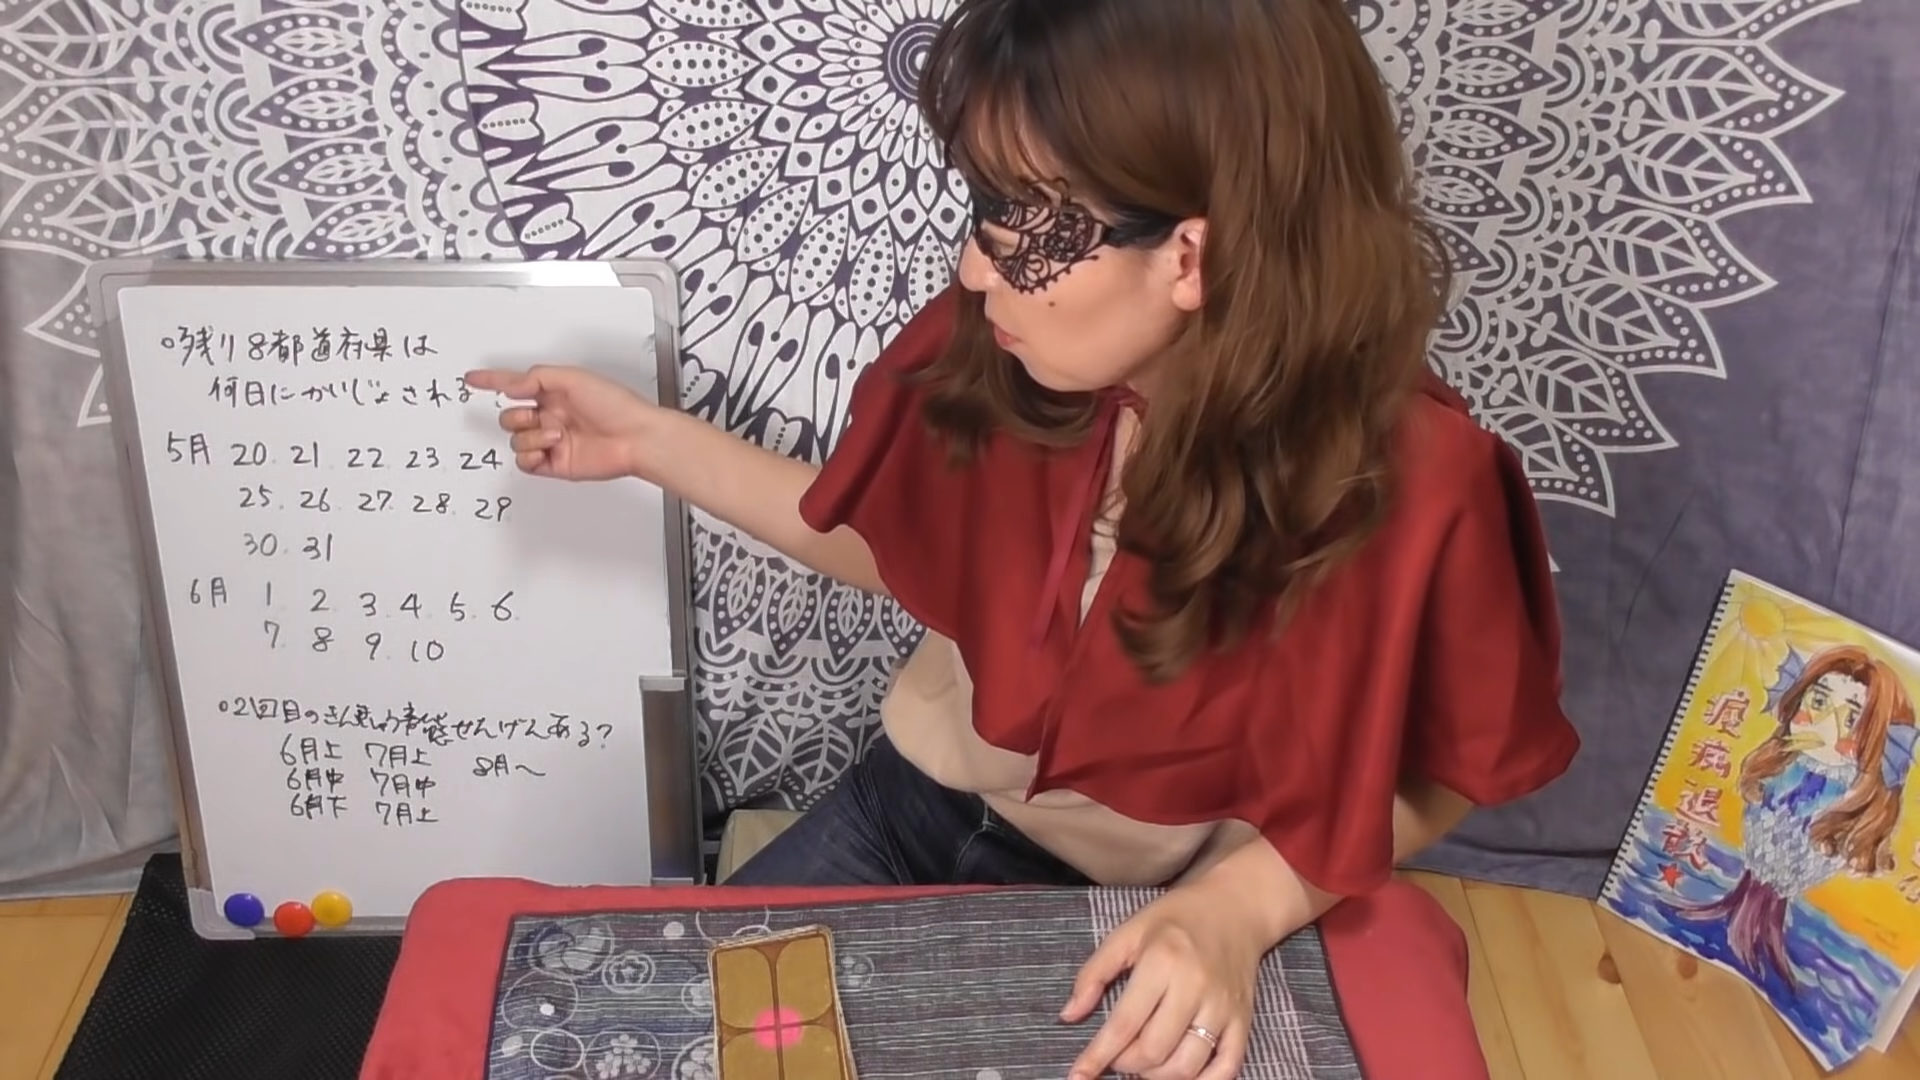 ○残り8都道府県は
何日にかいじょされる
5月 20. 21. 22. 23. 24
25. 26. 27. 28. 29
30. 31
6月 1 2. 3. 4. 5. 6.
7. 8 9. 10
○2回目のきんきゅう事態せんげんある?
6月上 7月上
6月中 7月中 8月〜
6月下 7月上
疫病退散